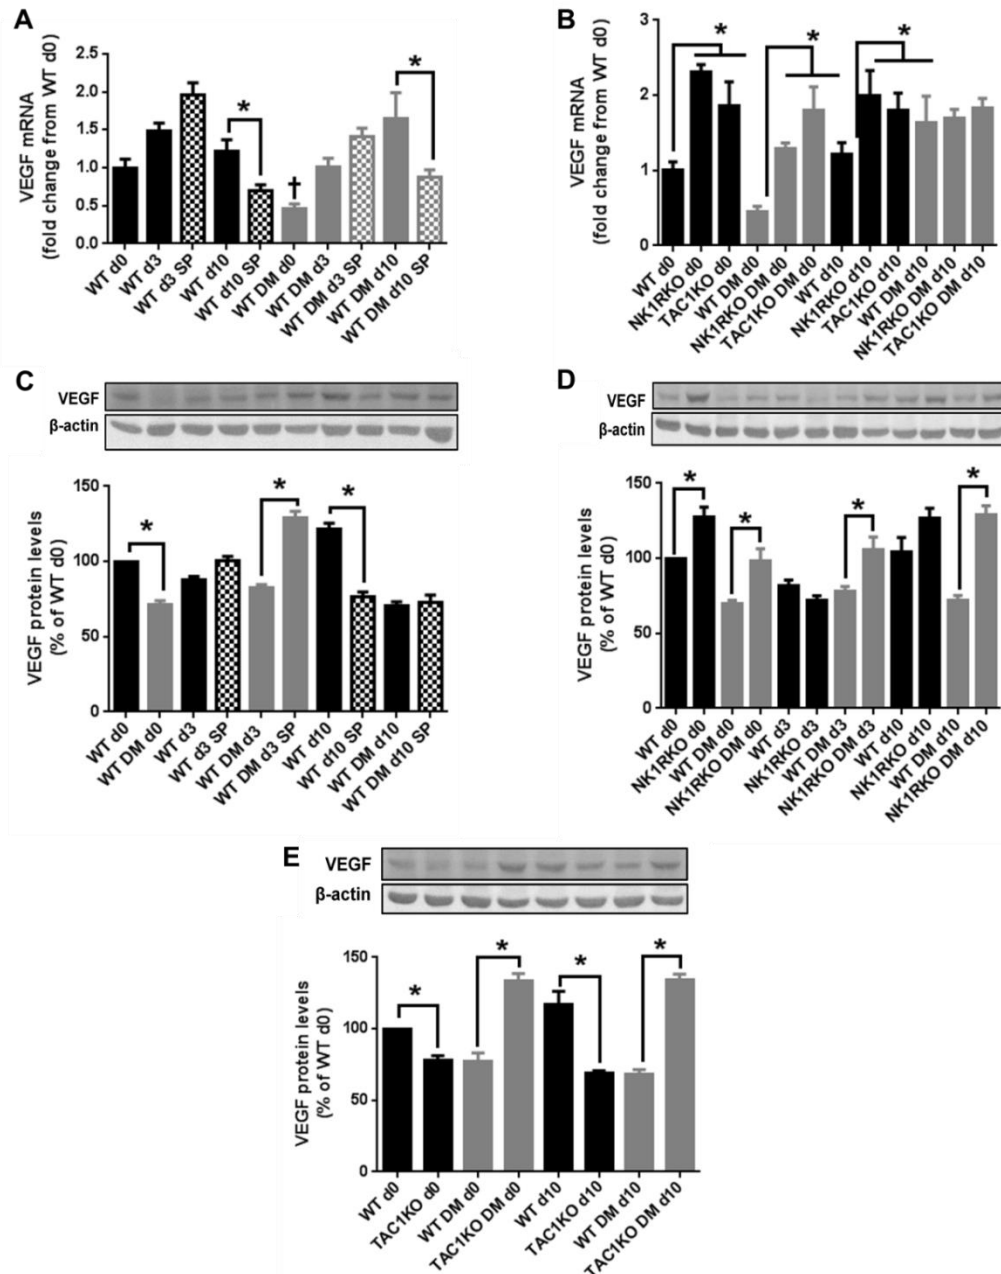 A
VEGF mRNA
(fold change from WT d0)
2.5
2.0
1.5
1.0
0.5
0.0
*
†
*
WT d0
WT d3
WT d3 SP
WT d10
WT d10 SP
WT DM d0
WT DM d3
WT DM d3 SP
WT DM d10
WT DM d10 SP
B
VEGF mRNA
(fold change from WT d0)
3
2
1
0
*
*
*
WT d0
NK1RKO d0
TAC1KO d0
WT DM d0
NK1RKO DM d0
TAC1KO DM d0
WT d10
NK1RKO d10
TAC1KO d10
WT DM d10
NK1RKO DM d10
TAC1KO DM d10
C
VEGF
β-actin
VEGF protein levels
(% of WT d0)
150
100
50
0
*
*
*
WT d0
WT DM d0
WT d3
WT d3 SP
WT DM d3
WT DM d3 SP
WT d10
WT d10 SP
WT DM d10
WT DM d10 SP
D
VEGF
β-actin
VEGF protein levels
(% of WT d0)
150
100
50
0
*
*
*
*
WT d0
NK1RKO d0
WT DM d0
NK1RKO DM d0
WT d3
NK1RKO d3
WT DM d3
NK1RKO DM d3
WT d10
NK1RKO d10
WT DM d10
NK1RKO DM d10
E
VEGF
β-actin
VEGF protein levels
(% of WT d0)
150
100
50
0
*
*
*
*
WT d0
TAC1KO d0
WT DM d0
TAC1KO DM d0
WT d10
TAC1KO d10
WT DM d10
TAC1KO DM d10